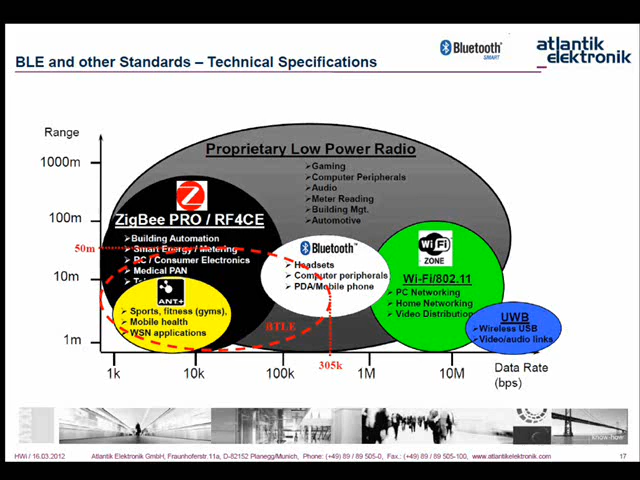 Bluetooth
SMART
atlantik
elektronik
BLE and other Standards – Technical Specifications
Range
1000m
100m
50m
10m
1m
Proprietary Low Power Radio
➢Gaming
➢Computer Peripherals
➢Audio
➢Meter Reading
➢Building Mgt.
➢Automotive
ZigBee PRO / RF4CE
➢Building Automation
➢Smart Energy / Metering
➢PC / Consumer Electronics
➢Medical PAN
Bluetooth
➢Headsets
➢Computer peripherals
➢PDA/Mobile phone
Wi Fi
ZONE
Wi-Fi/802.11
➢PC Networking
➢Home Networking
➢Video Distribution
ANT+
➢Sports, fitness (gyms),
➢Mobile health
➢WSN applications
BTLE
UWB
➢Wireless USB
➢Video/audio links
305k
1k
10k
100k
1M
10M
Data Rate
(bps)
know-how
HWi / 16.03.2012
Atlantik Elektronik GmbH, Fraunhoferstr.11a, D-82152 Planegg/Munich, Phone: (+49) 89 / 89 505-0, Fax.: (+49) 89 / 89 505-100, www.atlantikelektronik.com
17